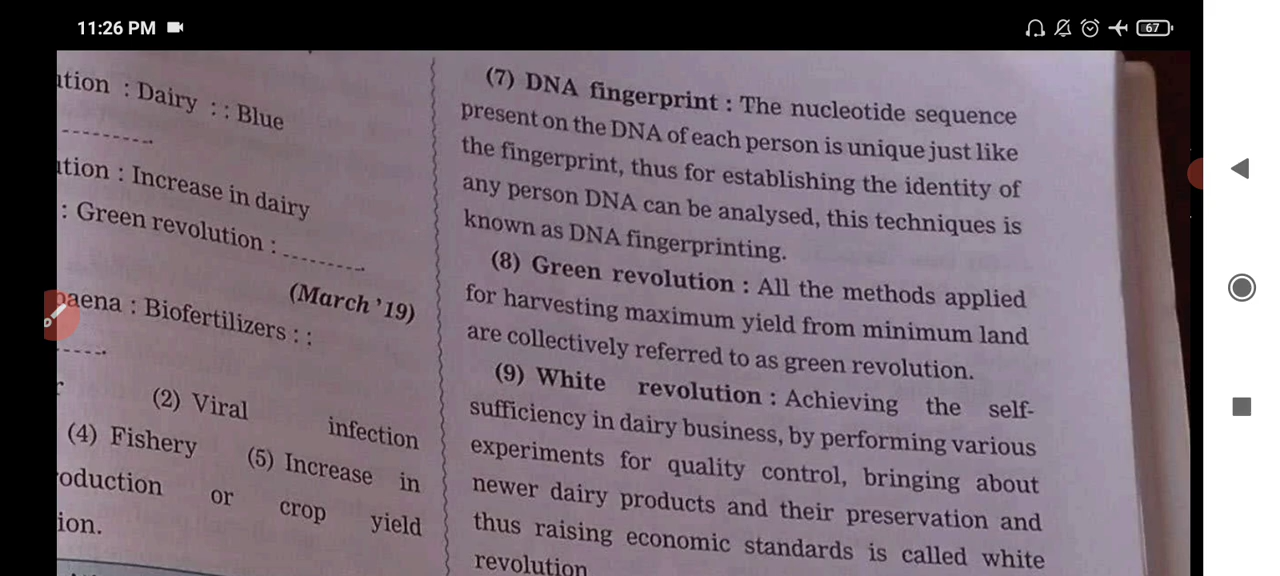 11:26 PM
67
: Dairy : : Blue
: Increase in dairy
: Green revolution :
(March '19)
: Biofertilizers : :
(2) Viral infection
(4) Fishery (5) Increase in
or crop yield
(7) DNA fingerprint : The nucleotide sequence
present on the DNA of each person is unique just like
the fingerprint, thus for establishing the identity of
any person DNA can be analysed, this techniques is
known as DNA fingerprinting.
(8) Green revolution : All the methods applied
for harvesting maximum yield from minimum land
are collectively referred to as green revolution.
(9) White revolution : Achieving the self-
sufficiency in dairy business, by performing various
experiments for quality control, bringing about
newer dairy products and their preservation and
thus raising economic standards is called white
revolution